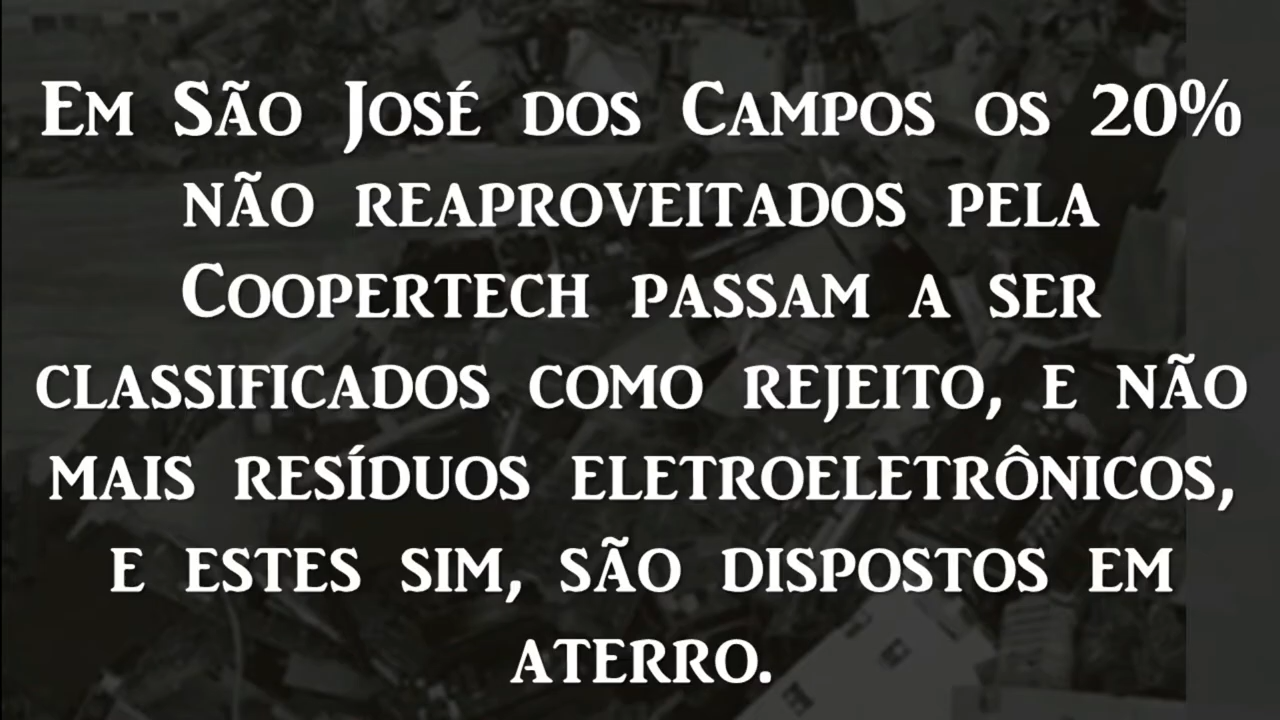 Em São José dos Campos os 20%
não reaproveitados pela
Coopertech passam a ser
classificados como rejeito, e não
mais resíduos eletroeletrônicos,
e estes sim, são dispostos em
aterro.